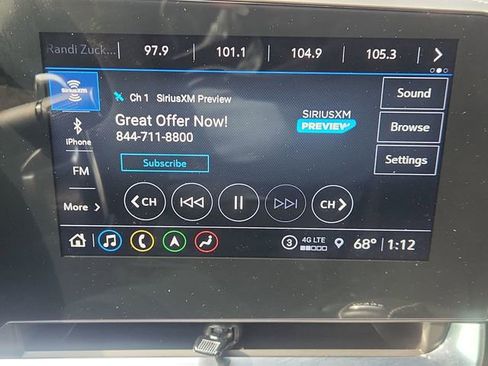 Randi Zuck... 97.9 101.1 104.9 105.3
SIRIUSXM
Ch 1 SiriusXM Preview
Sound
Great Offer Now!
844-711-8800
SIRIUSXM
PREVIEW
Browse
iPhone
Subscribe
Settings
FM
More
CH
CH
3 4G LTE 68° 1:12